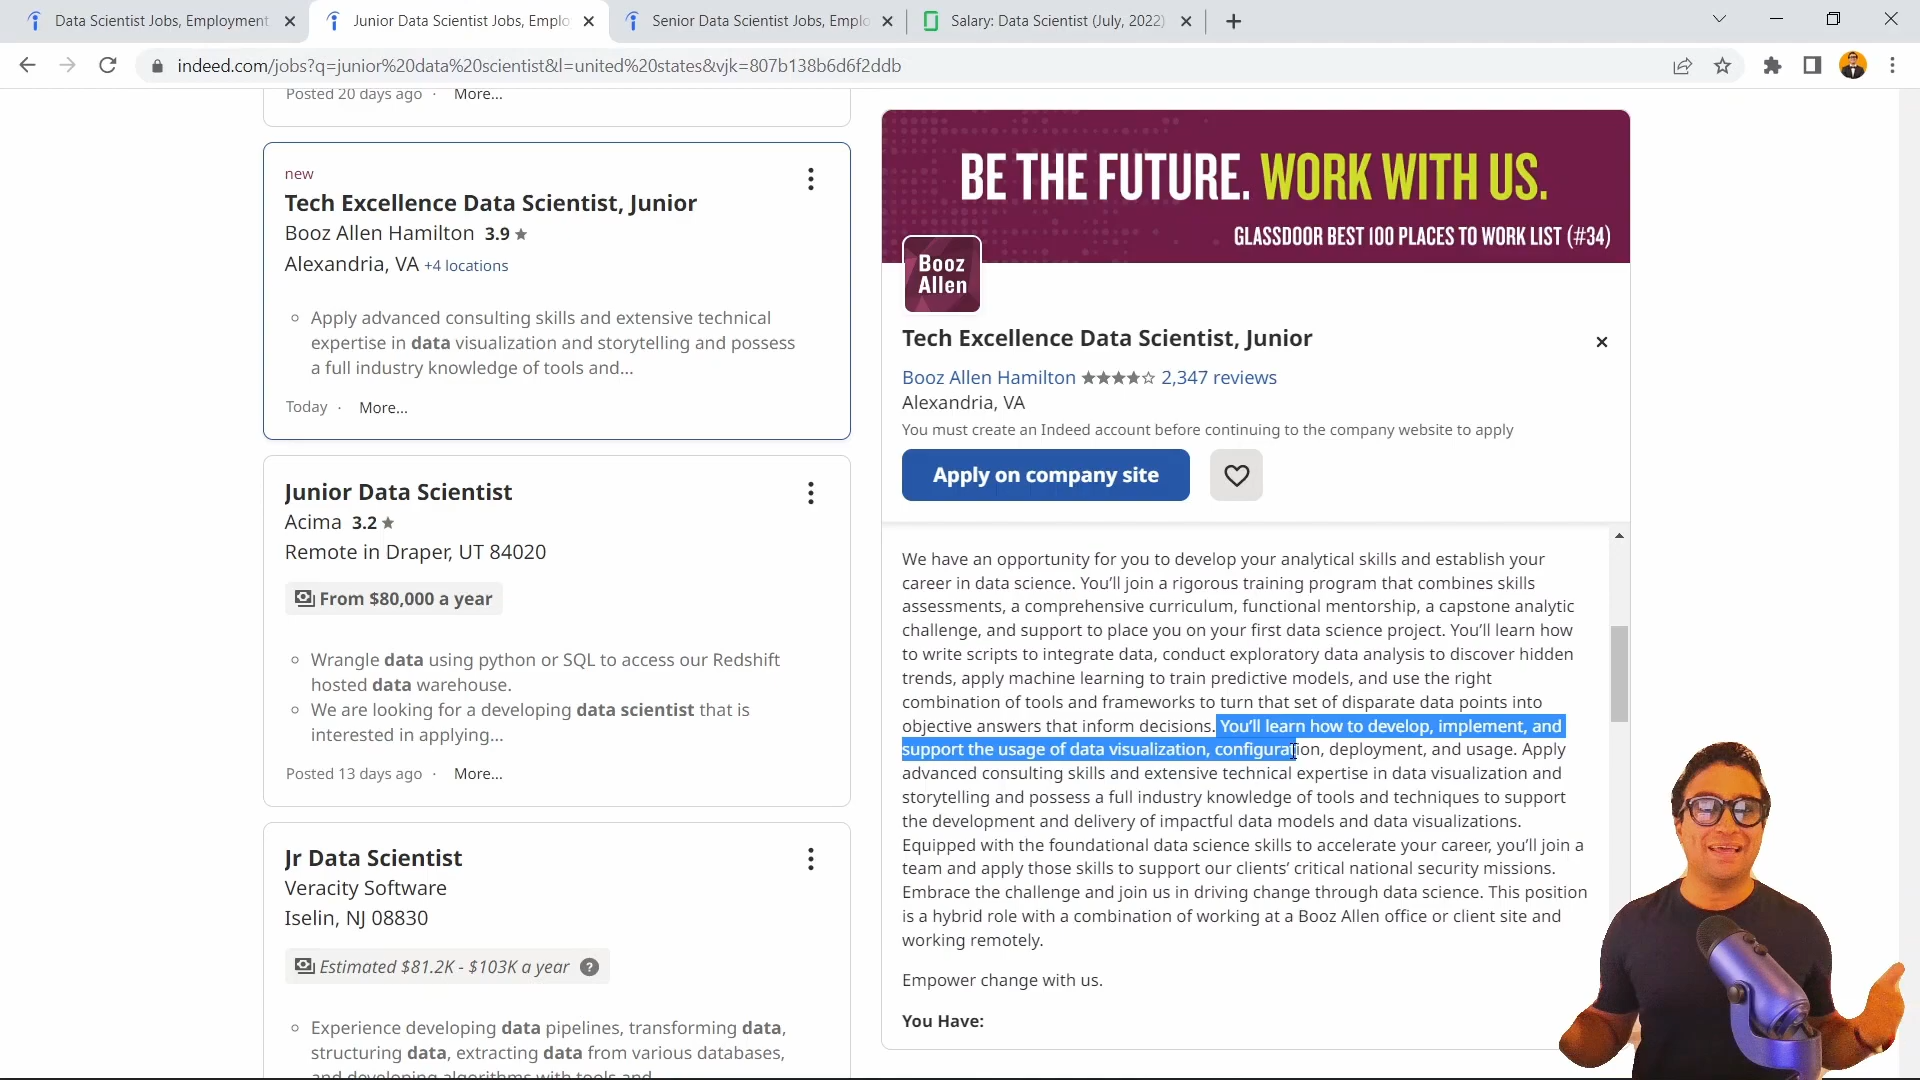 Data Scientist Jobs, Employment
Junior Data Scientist Jobs, Emplo
Senior Data Scientist Jobs, Emplo
Salary: Data Scientist (July, 2022)
indeed.com/jobs?q=junior%20data%20scientist&l=united%20states&vjk=807b138b6d6f2ddb
Posted 20 days ago · More...
new
Tech Excellence Data Scientist, Junior
Booz Allen Hamilton 3.9 ★
Alexandria, VA +4 locations
Apply advanced consulting skills and extensive technical
expertise in data visualization and storytelling and possess
a full industry knowledge of tools and...
Today · More...
Junior Data Scientist
Acima 3.2 ★
Remote in Draper, UT 84020
From $80,000 a year
Wrangle data using python or SQL to access our Redshift
hosted data warehouse.
We are looking for a developing data scientist that is
interested in applying...
Posted 13 days ago · More...
Jr Data Scientist
Veracity Software
Iselin, NJ 08830
Estimated $81.2K - $103K a year ?
Experience developing data pipelines, transforming data,
structuring data, extracting data from various databases,
and developing algorithms with tools and
BE THE FUTURE. WORK WITH US.
GLASSDOOR BEST 100 PLACES TO WORK LIST (#34)
Booz
Allen
Tech Excellence Data Scientist, Junior
Booz Allen Hamilton ★★★★☆ 2,347 reviews
Alexandria, VA
You must create an Indeed account before continuing to the company website to apply
Apply on company site
We have an opportunity for you to develop your analytical skills and establish your
career in data science. You’ll join a rigorous training program that combines skills
assessments, a comprehensive curriculum, functional mentorship, a capstone analytic
challenge, and support to place you on your first data science project. You’ll learn how
to write scripts to integrate data, conduct exploratory data analysis to discover hidden
trends, apply machine learning to train predictive models, and use the right
combination of tools and frameworks to turn that set of disparate data points into
objective answers that inform decisions. You’ll learn how to develop, implement, and
support the usage of data visualization, configuration, deployment, and usage. Apply
advanced consulting skills and extensive technical expertise in data visualization and
storytelling and possess a full industry knowledge of tools and techniques to support
the development and delivery of impactful data models and data visualizations.
Equipped with the foundational data science skills to accelerate your career, you’ll join a
team and apply those skills to support our clients’ critical national security missions.
Embrace the challenge and join us in driving change through data science. This position
is a hybrid role with a combination of working at a Booz Allen office or client site and
working remotely.
Empower change with us.
You Have: